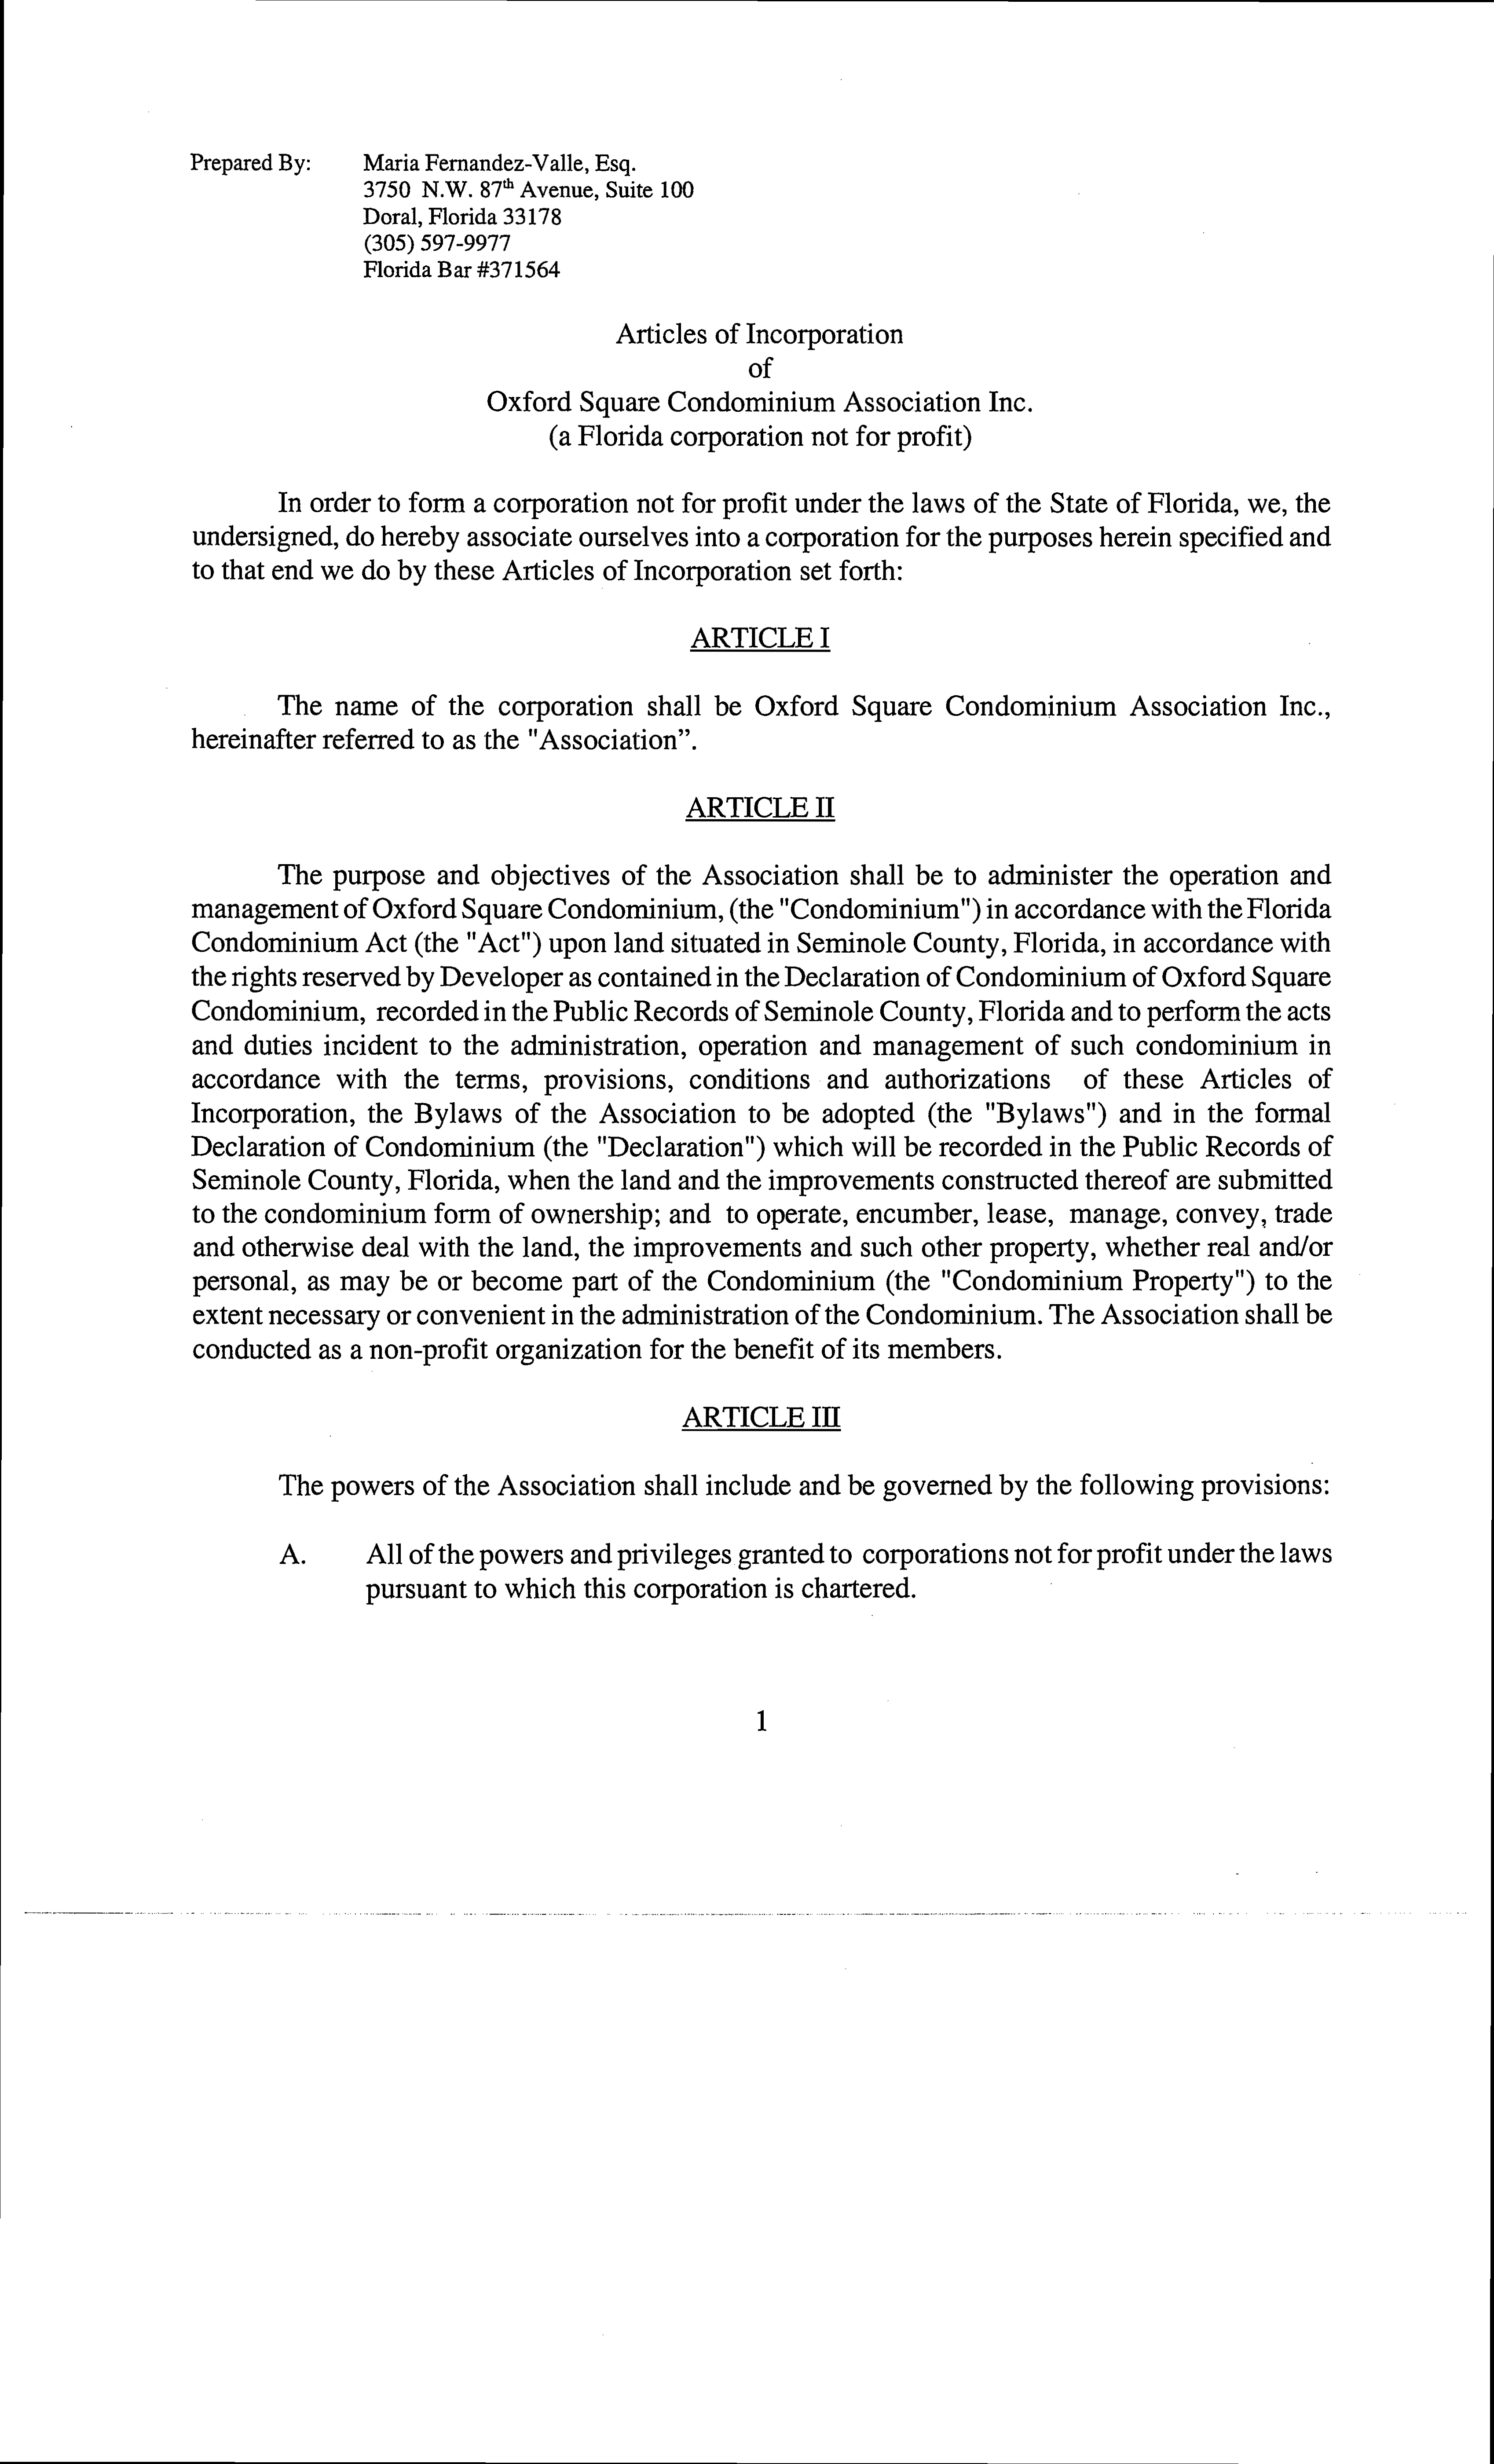 Prepared By: Maria Fernandez-Valle, Esq.
3750 N.W. 87th Avenue, Suite 100
Doral, Florida 33178
(305) 597-9977
Florida Bar #371564
Articles of Incorporation
of
Oxford Square Condominium Association Inc.
(a Florida corporation not for profit)
In order to form a corporation not for profit under the laws of the State of Florida, we, the
undersigned, do hereby associate ourselves into a corporation for the purposes herein specified and
to that end we do by these Articles of Incorporation set forth:
ARTICLE I
The name of the corporation shall be Oxford Square Condominium Association Inc.,
hereinafter referred to as the "Association”.
ARTICLE II
The purpose and objectives of the Association shall be to administer the operation and
management of Oxford Square Condominium, (the "Condominium") in accordance with the Florida
Condominium Act (the "Act") upon land situated in Seminole County, Florida, in accordance with
the rights reserved by Developer as contained in the Declaration of Condominium of Oxford Square
Condominium, recorded in the Public Records of Seminole County, Florida and to perform the acts
and duties incident to the administration, operation and management of such condominium in
accordance with the terms, provisions, conditions and authorizations of these Articles of
Incorporation, the Bylaws of the Association to be adopted (the "Bylaws") and in the formal
Declaration of Condominium (the "Declaration") which will be recorded in the Public Records of
Seminole County, Florida, when the land and the improvements constructed thereof are submitted
to the condominium form of ownership; and to operate, encumber, lease, manage, convey, trade
and otherwise deal with the land, the improvements and such other property, whether real and/or
personal, as may be or become part of the Condominium (the "Condominium Property") to the
extent necessary or convenient in the administration of the Condominium. The Association shall be
conducted as a non-profit organization for the benefit of its members.
ARTICLE III
The powers of the Association shall include and be governed by the following provisions:
A. All of the powers and privileges granted to corporations not for profit under the laws
pursuant to which this corporation is chartered.
1